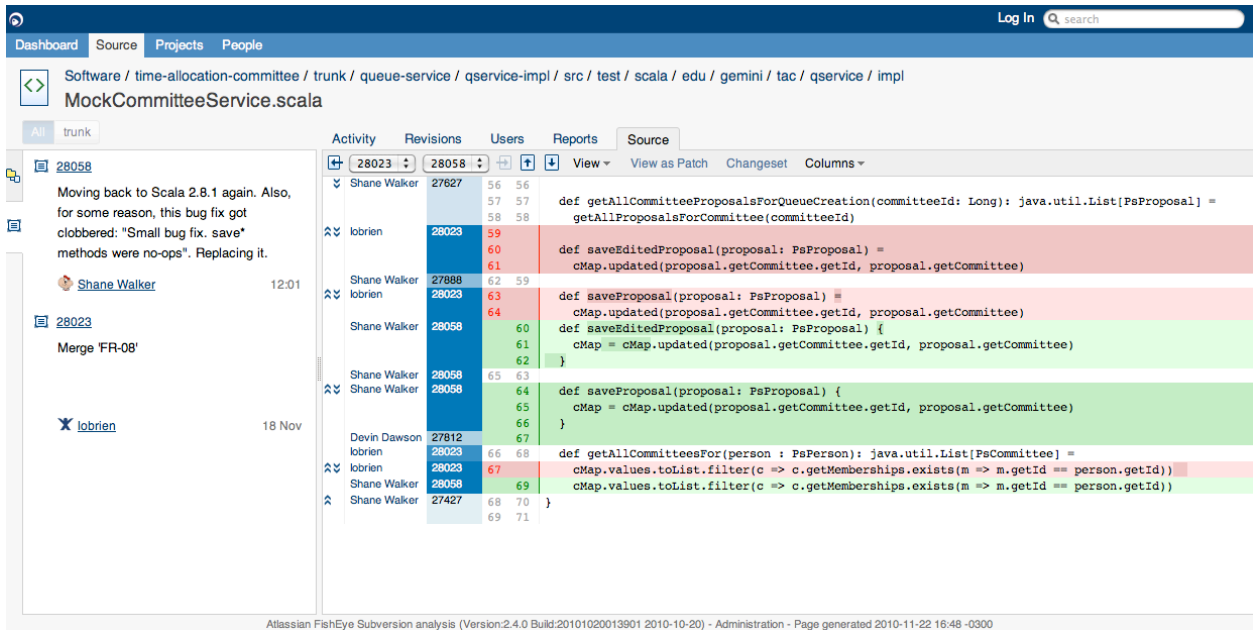 Log In search
Dashboard Source Projects People
Software / time-allocation-committee / trunk / queue-service / qservice-impl / src / test / scala / edu / gemini / tac / qservice / impl
MockCommitteeService.scala
All trunk
28058
Moving back to Scala 2.8.1 again. Also,
for some reason, this bug fix got
clobbered: "Small bug fix. save*
methods were no-ops". Replacing it.
Shane Walker 12:01
28023
Merge 'FR-08'
lobrien 18 Nov
Activity Revisions Users Reports Source
28023 28058 View View as Patch Changeset Columns
Shane Walker 27627 56 56
57 57 def getAllCommitteeProposalsForQueueCreation(committeeId: Long): java.util.List[PsProposal] =
58 58 getAllProposalsForCommittee(committeeId)
lobrien 28023 59
60 def saveEditedProposal(proposal: PsProposal) =
61 cMap.updated(proposal.getCommittee.getId, proposal.getCommittee)
Shane Walker 27888 62 59
lobrien 28023 63 def saveProposal(proposal: PsProposal) =
64 cMap.updated(proposal.getCommittee.getId, proposal.getCommittee)
Shane Walker 28058 60 def saveEditedProposal(proposal: PsProposal) {
61 cMap = cMap.updated(proposal.getCommittee.getId, proposal.getCommittee)
62 }
Shane Walker 28058 65 63
Shane Walker 28058 64 def saveProposal(proposal: PsProposal) {
65 cMap = cMap.updated(proposal.getCommittee.getId, proposal.getCommittee)
66 }
Devin Dawson 27812 67
lobrien 28023 66 68 def getAllCommitteesFor(person : PsPerson): java.util.List[PsCommittee] =
lobrien 28023 67 cMap.values.toList.filter(c => c.getMemberships.exists(m => m.getId == person.getId))
Shane Walker 28058 69 cMap.values.toList.filter(c => c.getMemberships.exists(m => m.getId == person.getId))
Shane Walker 27427 68 70 }
69 71
Atlassian FishEye Subversion analysis (Version:2.4.0 Build:20101020013901 2010-10-20) - Administration - Page generated 2010-11-22 16:48 -0300